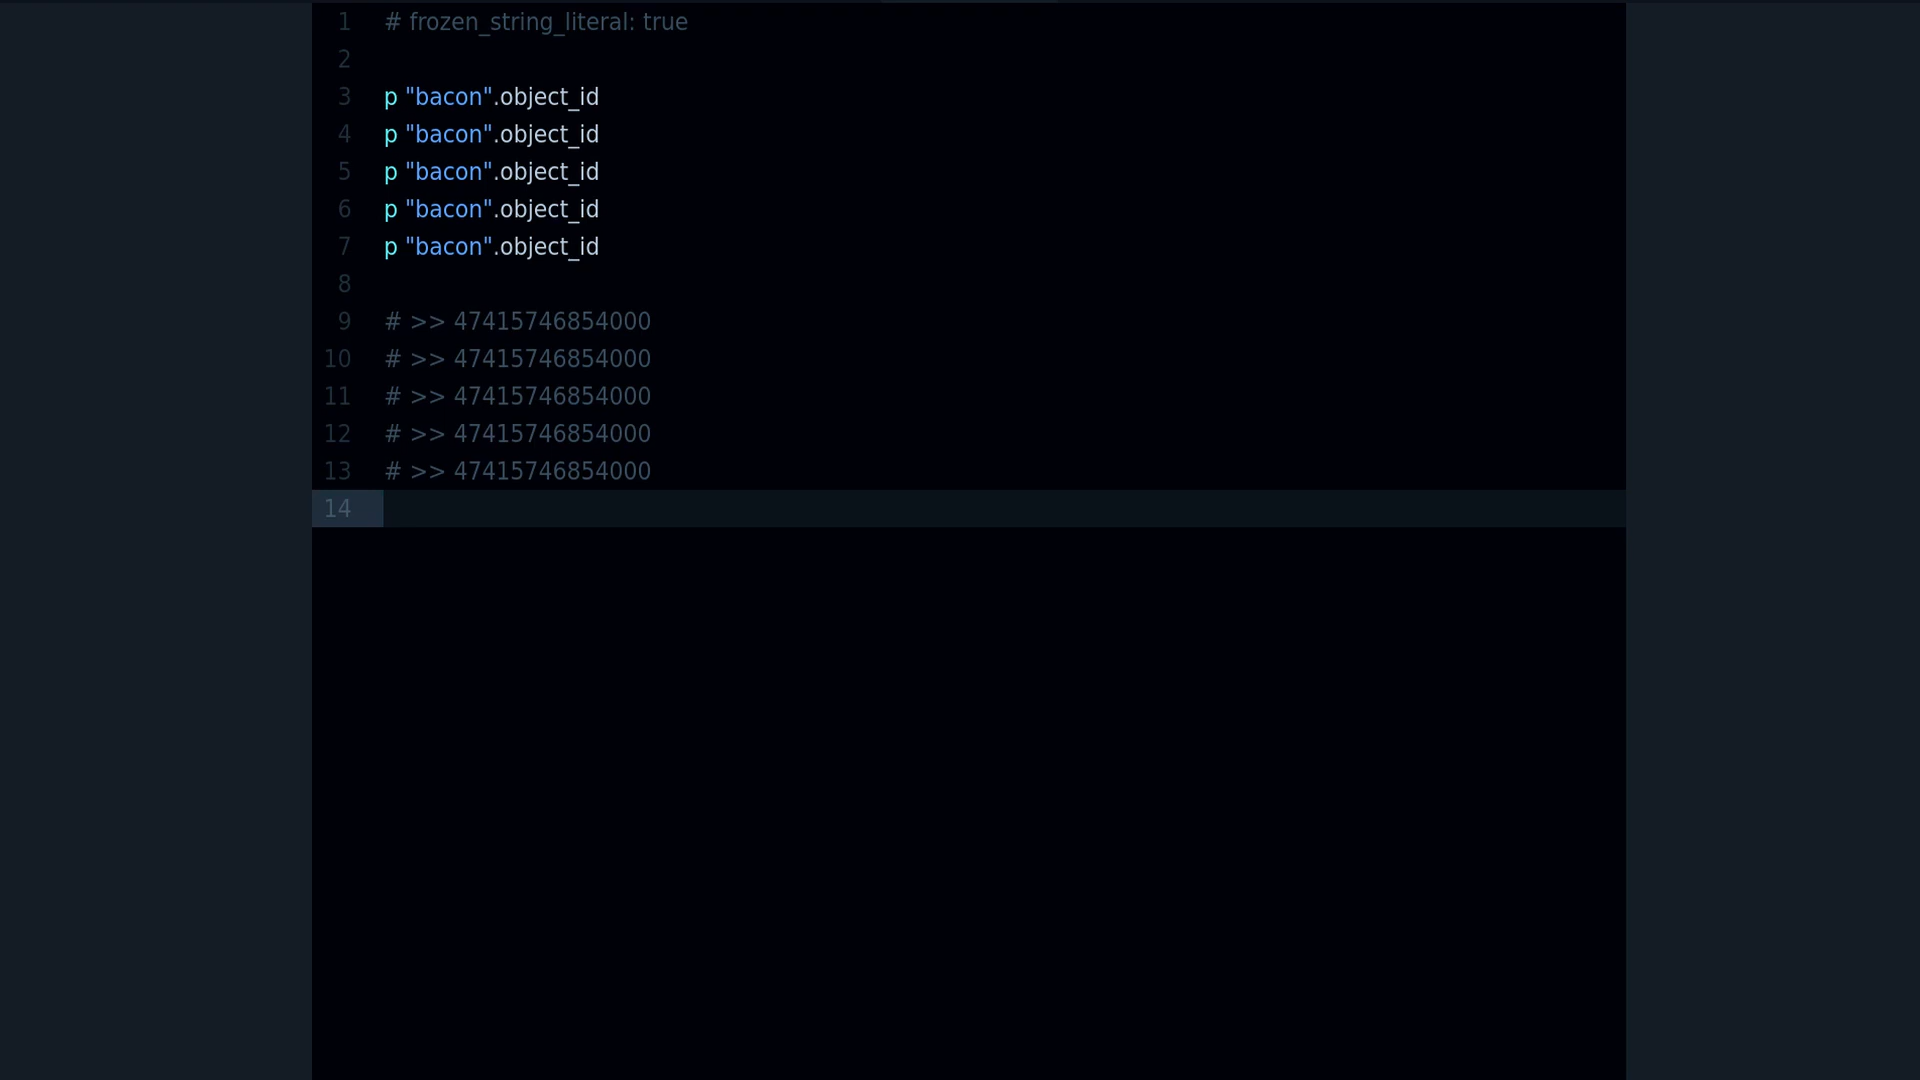 1 # frozen_string_literal: true
2
3 p "bacon".object_id
4 p "bacon".object_id
5 p "bacon".object_id
6 p "bacon".object_id
7 p "bacon".object_id
8
9 # >> 47415746854000
10 # >> 47415746854000
11 # >> 47415746854000
12 # >> 47415746854000
13 # >> 47415746854000
14